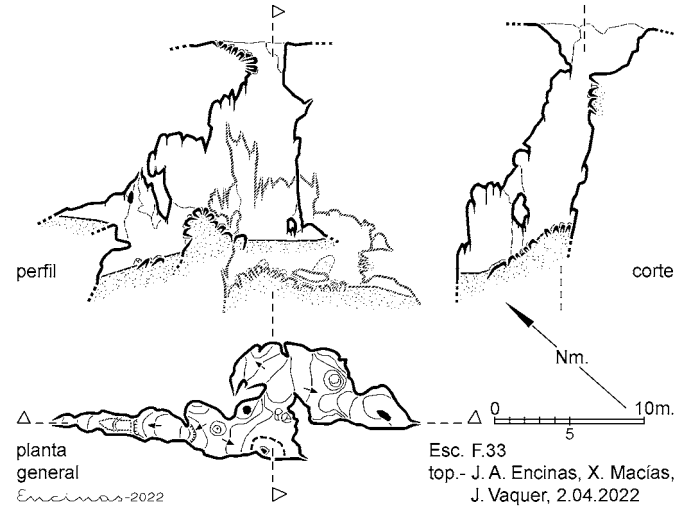 perfil
corte
Nm.
0 10m.
5
planta
general
Esc. F.33
top.- J. A. Encinas, X. Macías,
J. Vaquer, 2.04.2022
Encinas-2022